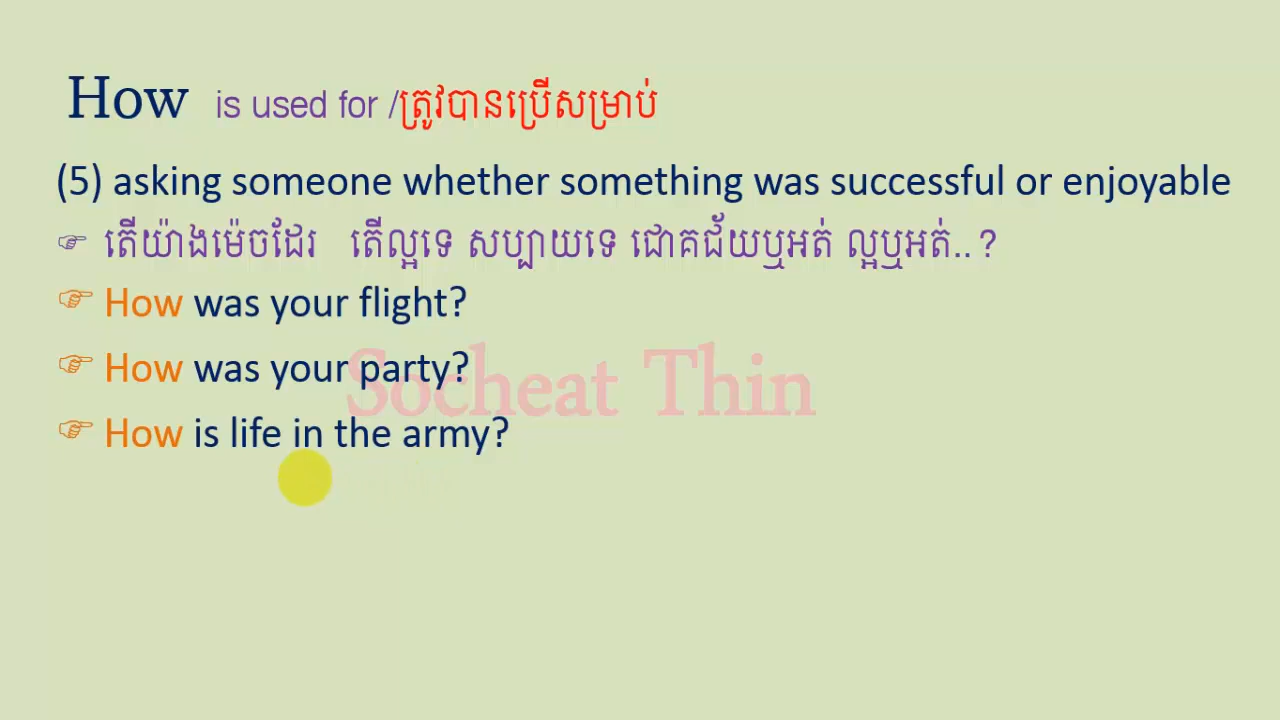 How is used for /ត្រូវបានប្រើសម្រាប់
(5) asking someone whether something was successful or enjoyable
☞ តើយ៉ាងម៉េចដែរ តើល្អទេ សប្បាយទេ ជោគជ័យឬអត់ ល្អឬអត់..?
☞ How was your flight?
☞ How was your party?
Socheat Thin
☞ How is life in the army?